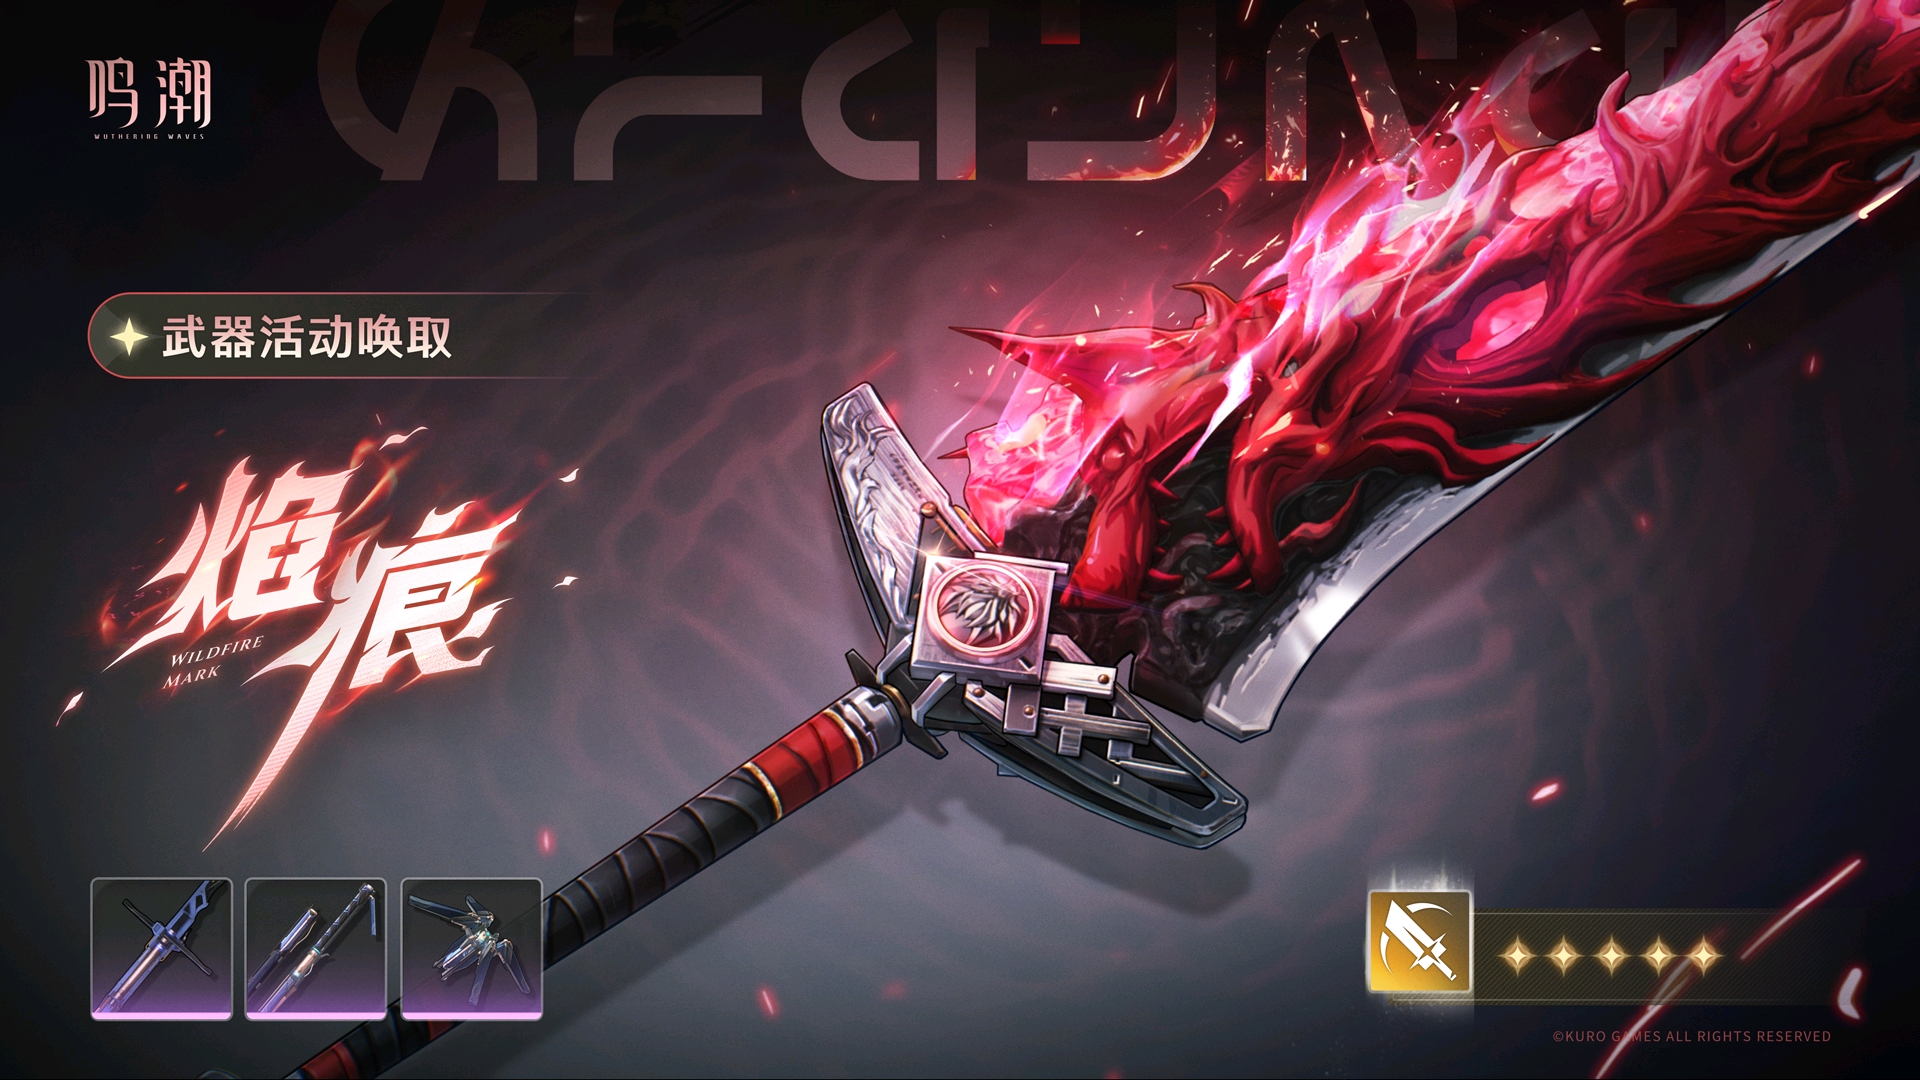 鸣潮
WUTHERING WAVES
武器活动唤取
焰痕
WILDFIRE
MARK
©KURO GAMES ALL RIGHTS RESERVED